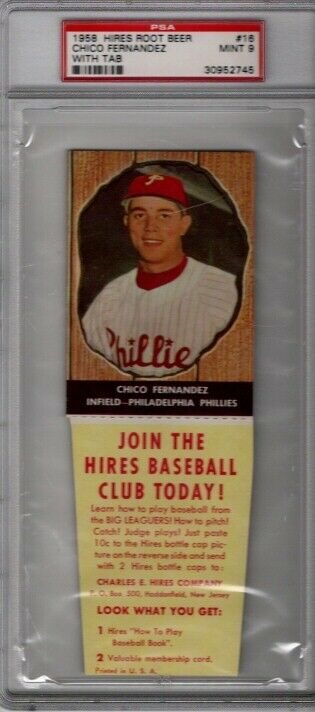 PSA
1958 HIRES ROOT BEER #16
CHICO FERNANDEZ MINT 9
WITH TAB
30952745
P
Phillie
CHICO FERNANDEZ
INFIELD—PHILADELPHIA PHILLIES
JOIN THE
HIRES BASEBALL
CLUB TODAY!
Learn how to play baseball from
the BIG LEAGUERS! How to pitch!
Catch! Judge plays! Just paste
10c to the Hires bottle cap pic-
ture on the reverse side and send
with 2 Hires bottle caps to:
CHARLES E. HIRES COMPANY
P. O. Box 500, Haddonfield, New Jersey
LOOK WHAT YOU GET:
1 Hires "How To Play
Baseball Book".
2 Valuable membership card.
Printed in U. S. A.